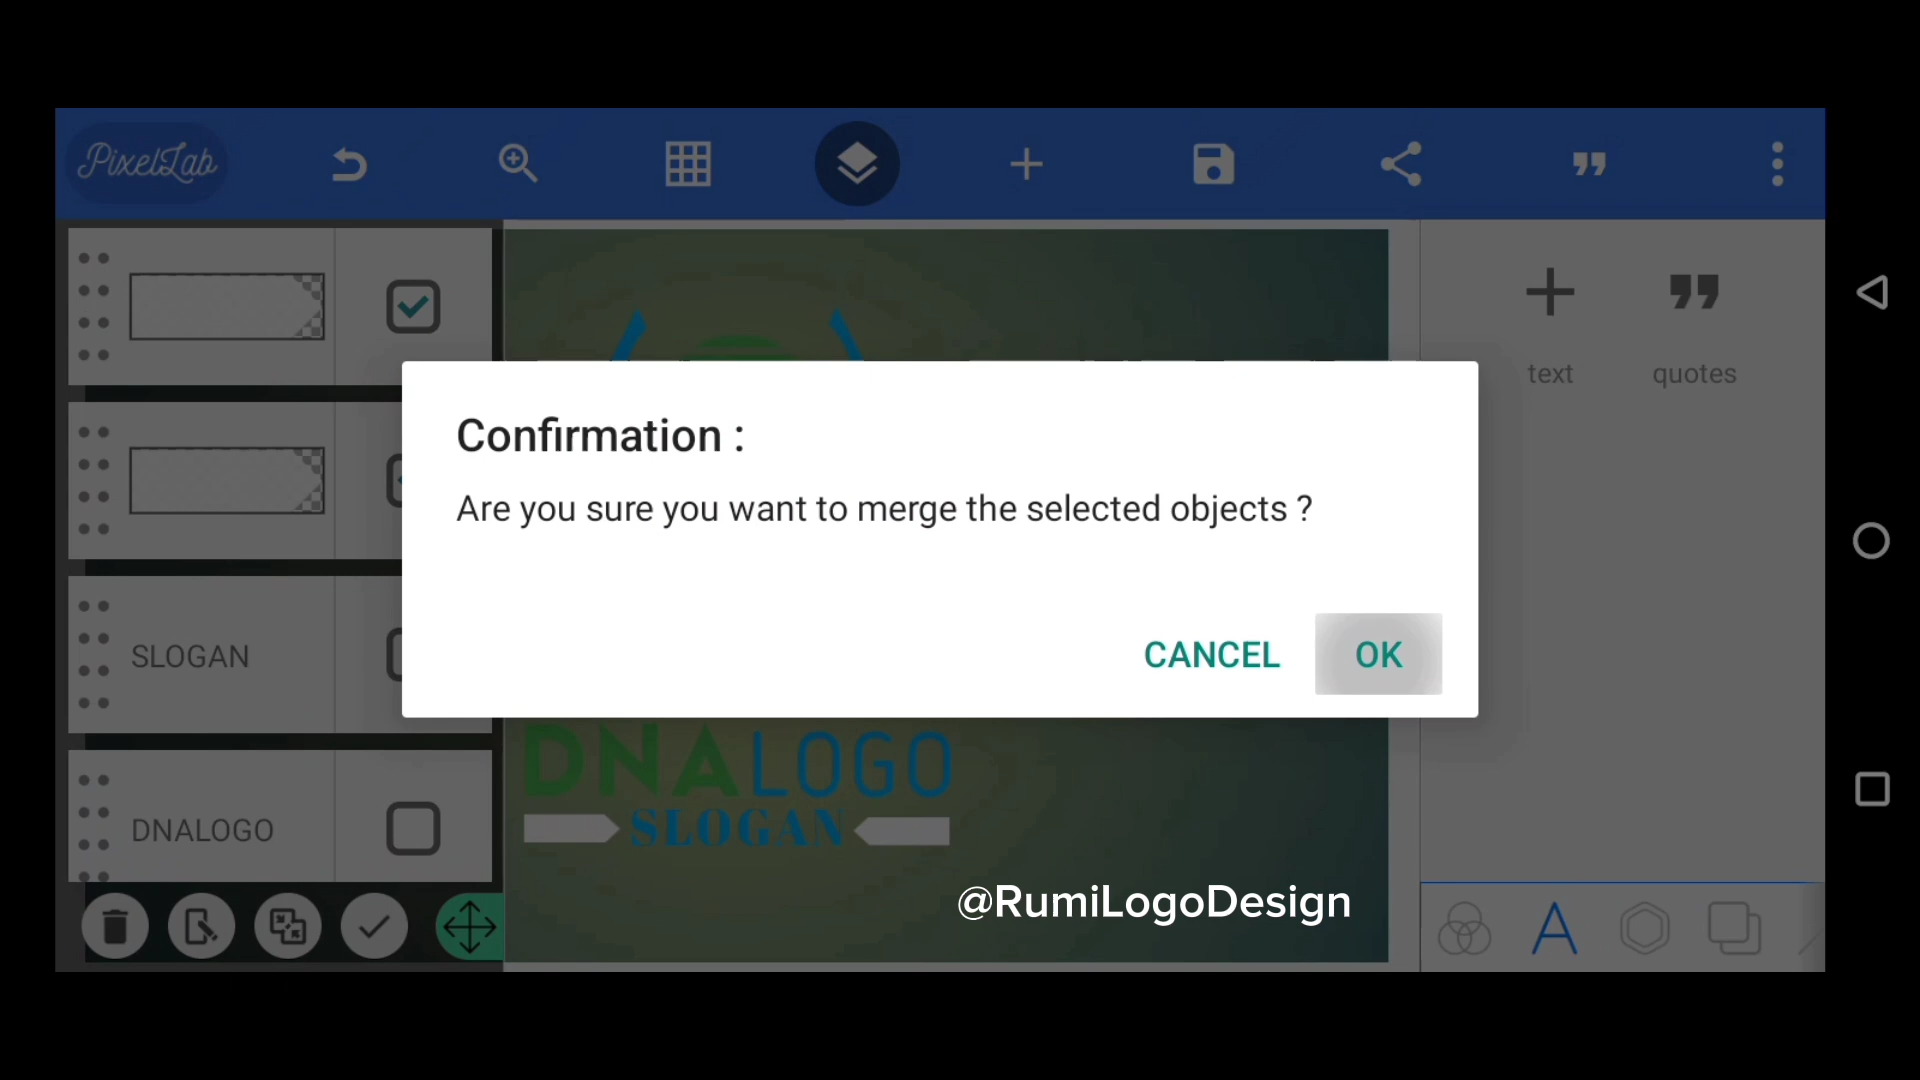 PixelLab
text
quotes
Confirmation :
Are you sure you want to merge the selected objects ?
CANCEL
OK
SLOGAN
DNALOGO
DNALOGO
SLOGAN
@RumiLogoDesign